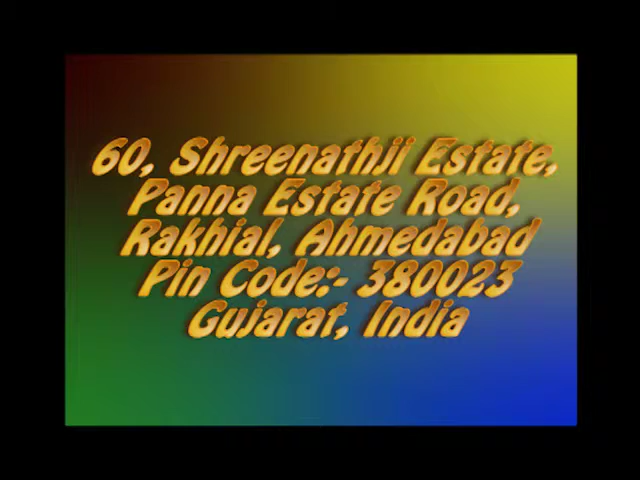 60, Shreenathji Estate,
Panna Estate Road,
Rakhial, Ahmedabad
Pin Code:- 380023
Gujarat, India